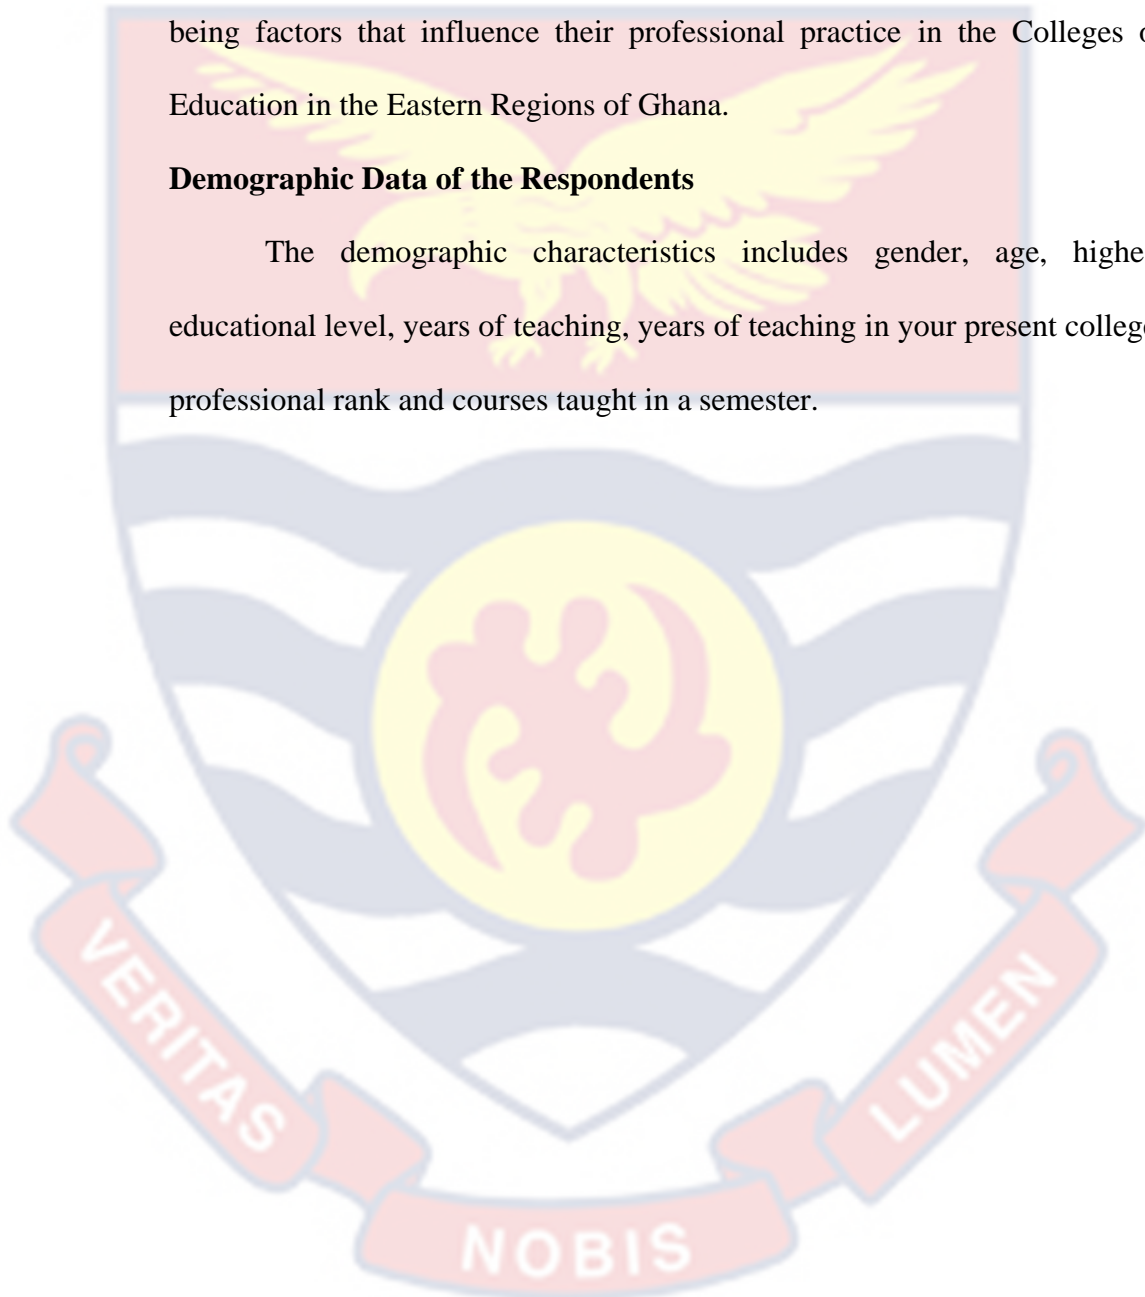 being factors that influence their professional practice in the Colleges o
Education in the Eastern Regions of Ghana.
Demographic Data of the Respondents
The demographic characteristics includes gender, age, highe
educational level, years of teaching, years of teaching in your present college
professional rank and courses taught in a semester.
VERITAS
NOBIS
LUMEN